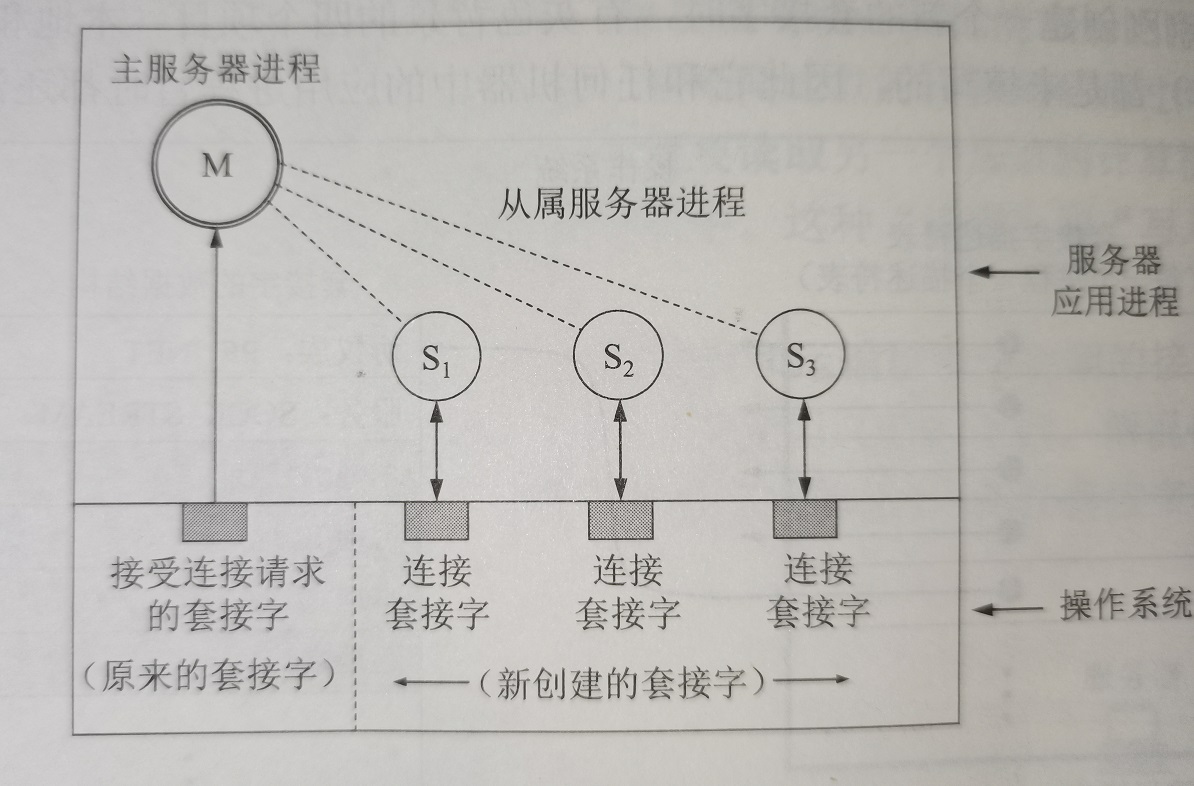 主服务器进程
M
从属服务器进程
服务器
应用进程
S₁
S₂
S₃
接受连接请求
的套接字
(原来的套接字)
连接
套接字
连接
套接字
连接
套接字
(新创建的套接字)
操作系统